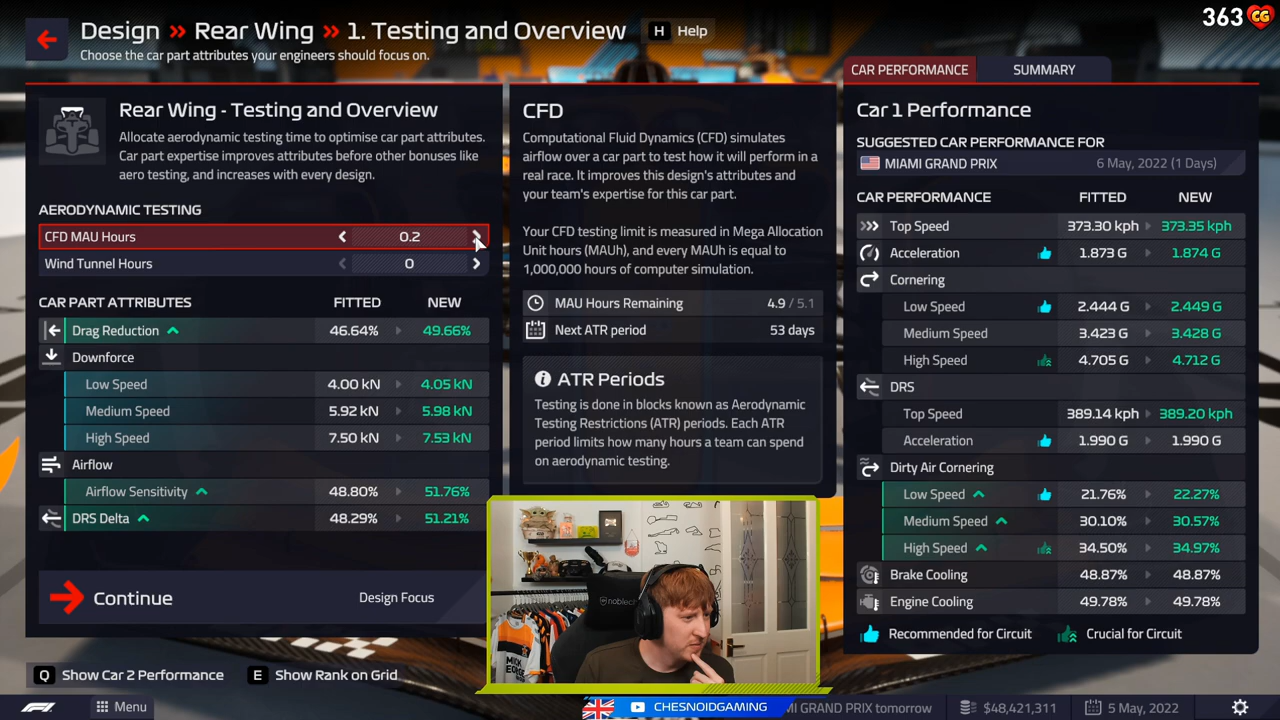 363 CG
Design » Rear Wing » 1. Testing and Overview
H Help
Choose the car part attributes your engineers should focus on.
Rear Wing - Testing and Overview
Allocate aerodynamic testing time to optimise car part attributes.
Car part expertise improves attributes before other bonuses like
aero testing, and increases with every design.
AERODYNAMIC TESTING
CFD MAU Hours 0.2
Wind Tunnel Hours 0
CAR PART ATTRIBUTES FITTED NEW
Drag Reduction 46.64% 49.66%
Downforce
Low Speed 4.00 kN 4.05 kN
Medium Speed 5.92 kN 5.98 kN
High Speed 7.50 kN 7.53 kN
Airflow
Airflow Sensitivity 48.80% 51.76%
DRS Delta 48.29% 51.21%
Continue Design Focus
CFD
Computational Fluid Dynamics (CFD) simulates
airflow over a car part to test how it will perform in a
real race. It improves this design's attributes and
your team's expertise for this car part.
Your CFD testing limit is measured in Mega Allocation
Unit hours (MAUh), and every MAUh is equal to
1,000,000 hours of computer simulation.
MAU Hours Remaining 4.9 / 5.1
Next ATR period 53 days
ATR Periods
Testing is done in blocks known as Aerodynamic
Testing Restrictions (ATR) periods. Each ATR
period limits how many hours a team can spend
on aerodynamic testing.
CAR PERFORMANCE SUMMARY
Car 1 Performance
SUGGESTED CAR PERFORMANCE FOR
MIAMI GRAND PRIX 6 May, 2022 (1 Days)
CAR PERFORMANCE FITTED NEW
Top Speed 373.30 kph 373.35 kph
Acceleration 1.873 G 1.874 G
Cornering
Low Speed 2.444 G 2.449 G
Medium Speed 3.423 G 3.428 G
High Speed 4.705 G 4.712 G
DRS
Top Speed 389.14 kph 389.20 kph
Acceleration 1.990 G 1.990 G
Dirty Air Cornering
Low Speed 21.76% 22.27%
Medium Speed 30.10% 30.57%
High Speed 34.50% 34.97%
Brake Cooling 48.87% 48.87%
Engine Cooling 49.78% 49.78%
Recommended for Circuit Crucial for Circuit
noblechairs
Q Show Car 2 Performance E Show Rank on Grid
Menu
CHESNOIDGAMING
MI GRAND PRIX tomorrow
$48,421,311
5 May, 2022